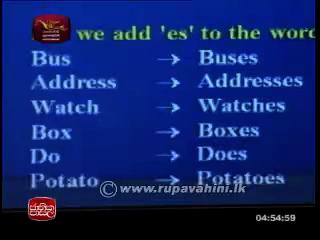 we add 'es' to the word
Bus → Buses
Address → Addresses
Watch → Watches
Box → Boxes
Do → Does
Potato → Potatoes
©www.rupavahini.lk
04:54:59